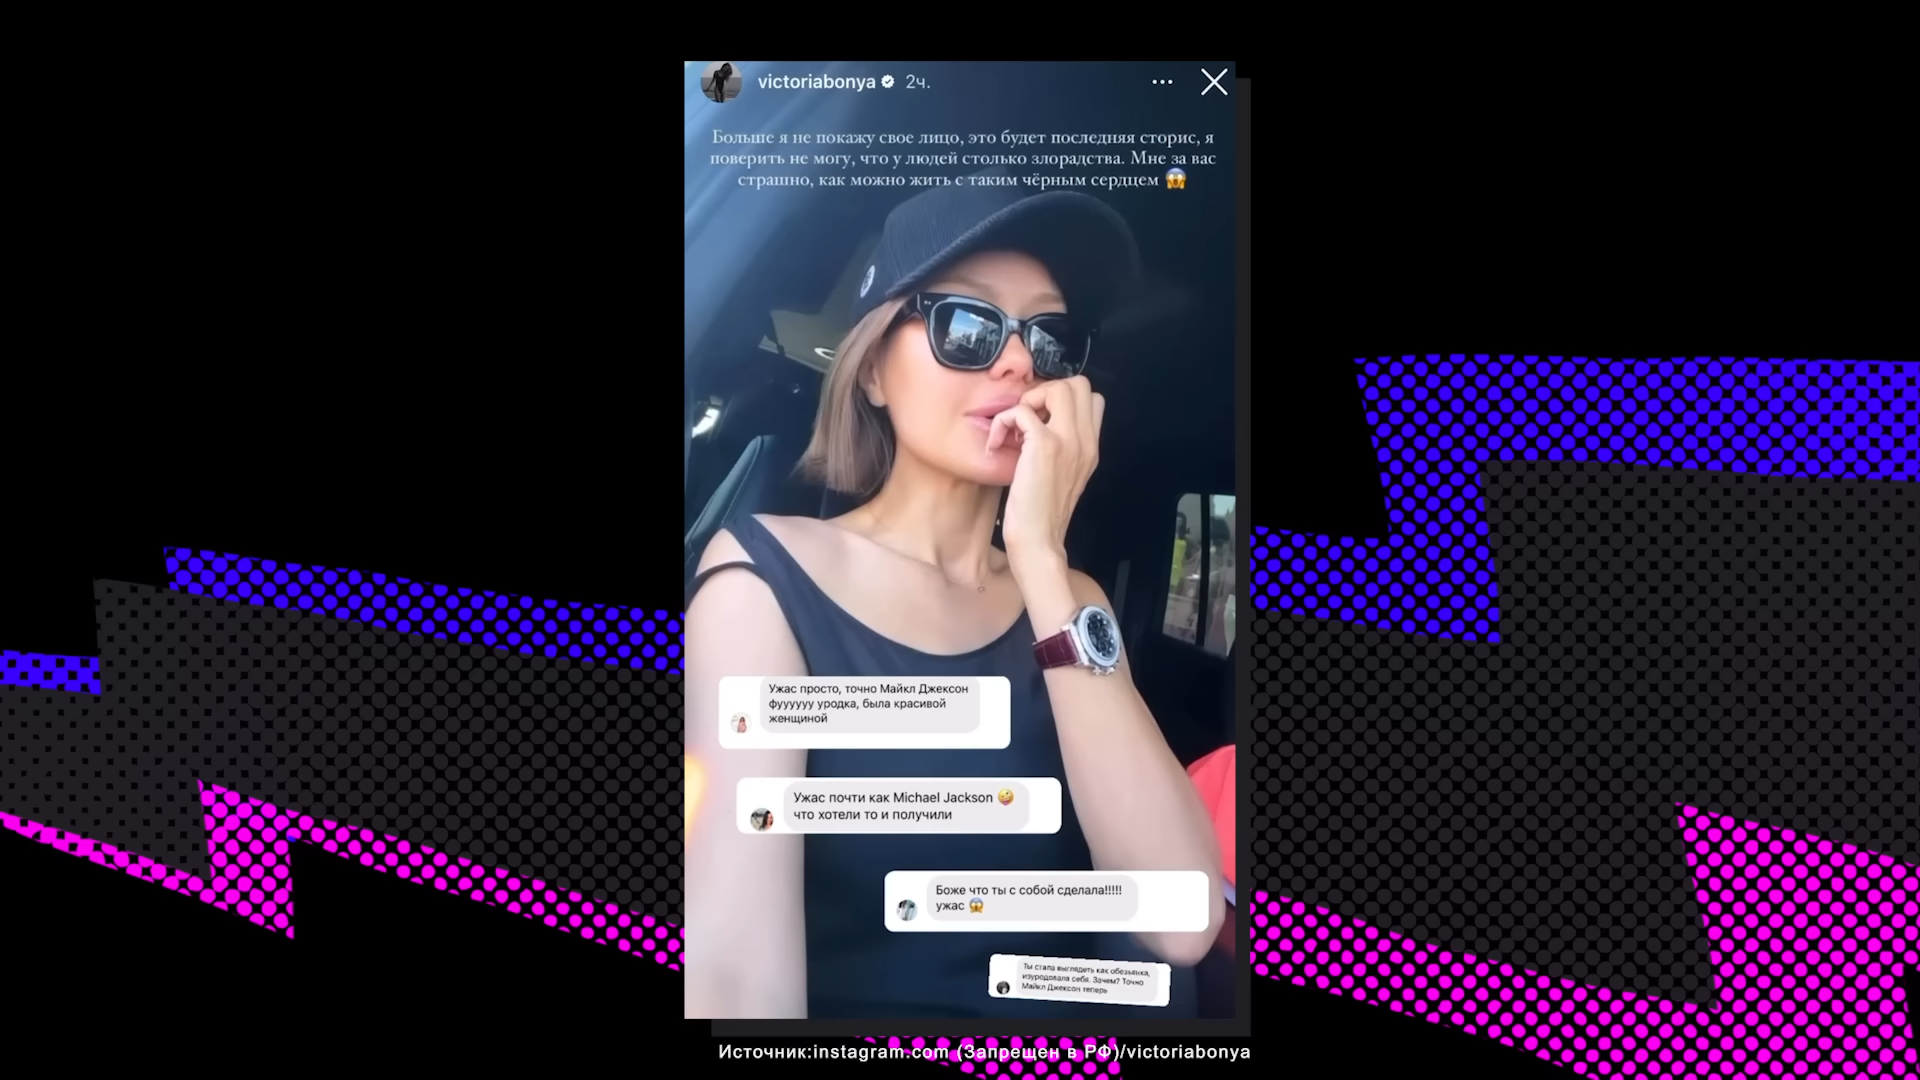 victoriabonya 2ч.
Больше я не покажу свое лицо, это будет последняя сторис, я
поверить не могу, что у людей столько злорадства. Мне за вас
страшно, как можно жить с таким чёрным сердцем 😱
Ужас просто, точно Майкл Джексон
фуууууу уродка, была красивой
женщиной
Ужас почти как Michael Jackson 🤪
что хотели то и получили
Боже что ты с собой сделала!!!!!
ужас 😱
Ты стала выглядеть как обезьянка,
изуродовала себя. Зачем? Точно
Майкл Джексон теперь
Источник:instagram.com (Запрещен в РФ)/victoriabonya